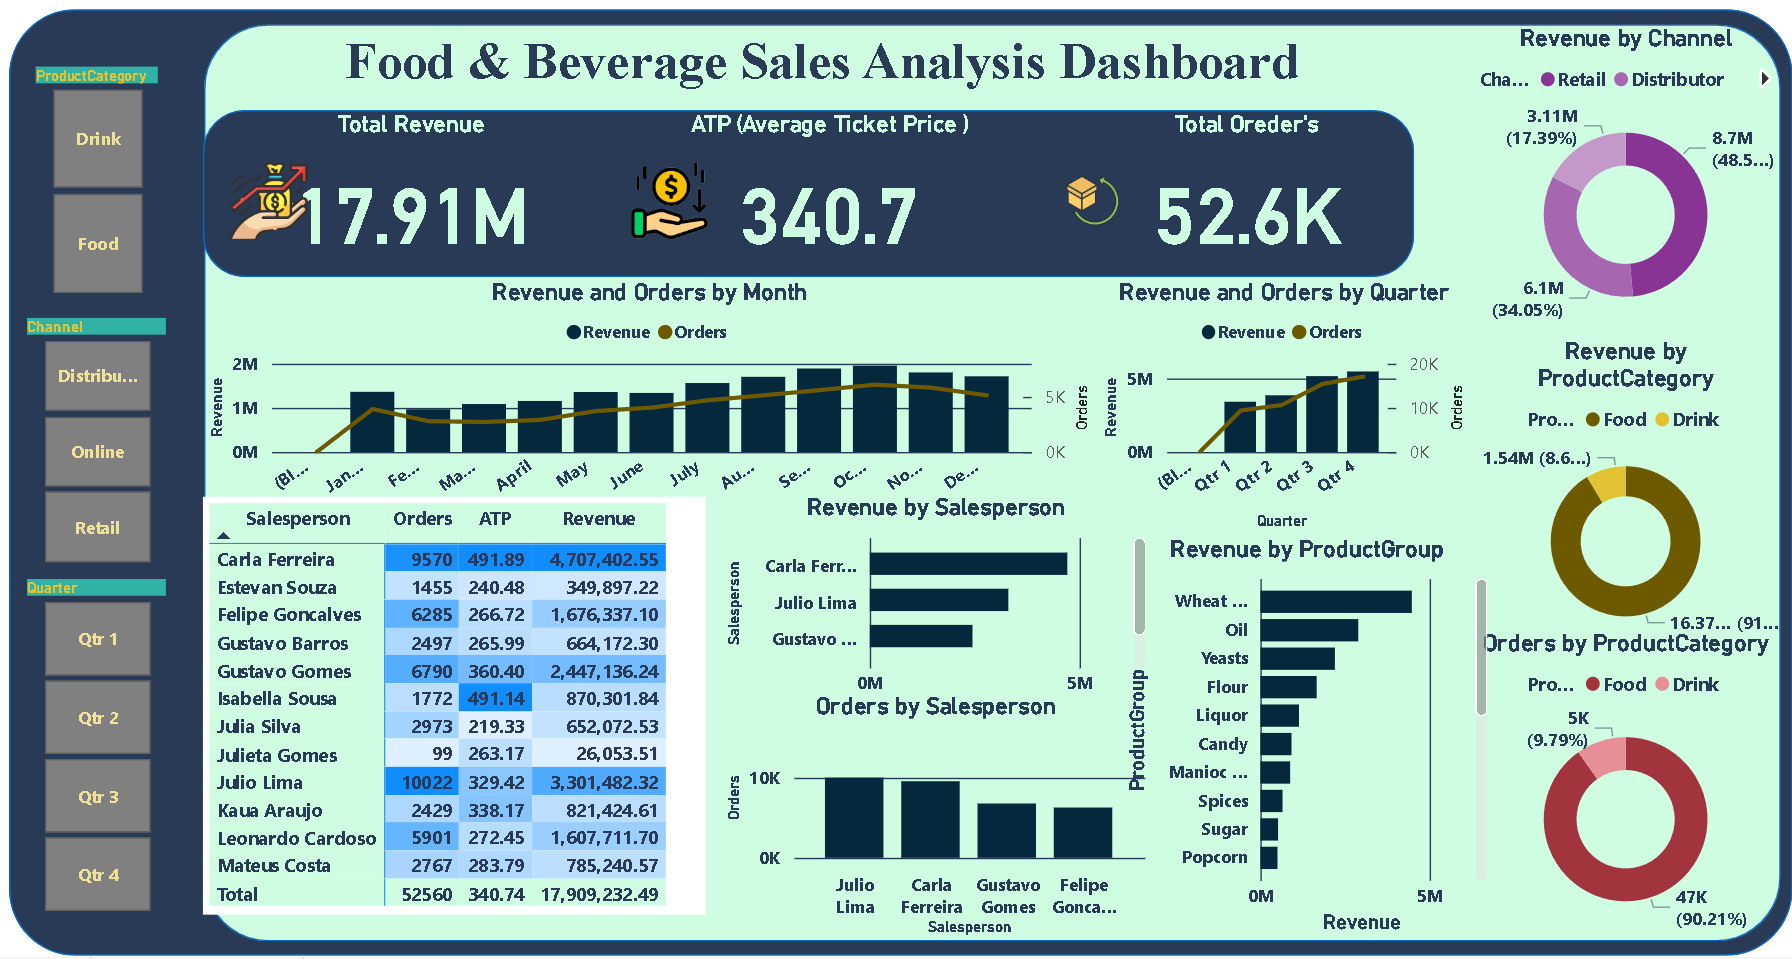 Food & Beverage Sales Analysis Dashboard
ProductCategory
Drink
Food
Channel
Distribu...
Online
Retail
Quarter
Qtr 1
Qtr 2
Qtr 3
Qtr 4
Total Revenue
17.91M
ATP (Average Ticket Price )
340.7
Total Oreder's
52.6K
Revenue and Orders by Month
Revenue Orders
Revenue
2M
1M
0M
5K
0K
Orders
(Bl... Jan... Fe... Ma... April May June July Au... Se... Oc... No... De...
Revenue and Orders by Quarter
Revenue Orders
Revenue
5M
0M
20K
10K
0K
Orders
(Bl... Qtr 1 Qtr 2 Qtr 3 Qtr 4
Quarter
Salesperson Orders ATP Revenue
Carla Ferreira 9570 491.89 4,707,402.55
Estevan Souza 1455 240.48 349,897.22
Felipe Goncalves 6285 266.72 1,676,337.10
Gustavo Barros 2497 265.99 664,172.30
Gustavo Gomes 6790 360.40 2,447,136.24
Isabella Sousa 1772 491.14 870,301.84
Julia Silva 2973 219.33 652,072.53
Julieta Gomes 99 263.17 26,053.51
Julio Lima 10022 329.42 3,301,482.32
Kaua Araujo 2429 338.17 821,424.61
Leonardo Cardoso 5901 272.45 1,607,711.70
Mateus Costa 2767 283.79 785,240.57
Total 52560 340.74 17,909,232.49
Revenue by Salesperson
Salesperson
Carla Ferr...
Julio Lima
Gustavo ...
0M 5M
Orders by Salesperson
Orders
10K
0K
Julio Lima
Carla Ferreira
Gustavo Gomes
Felipe Gonca...
Salesperson
Revenue by ProductGroup
ProductGroup
Wheat ...
Oil
Yeasts
Flour
Liquor
Candy
Manioc ...
Spices
Sugar
Popcorn
0M 5M
Revenue
Revenue by Channel
Cha... Retail Distributor
3.11M
(17.39%)
8.7M
(48.5...)
6.1M
(34.05%)
Revenue by
ProductCategory
Pro... Food Drink
1.54M (8.6...)
16.37... (91...
Orders by ProductCategory
Pro... Food Drink
5K
(9.79%)
47K
(90.21%)